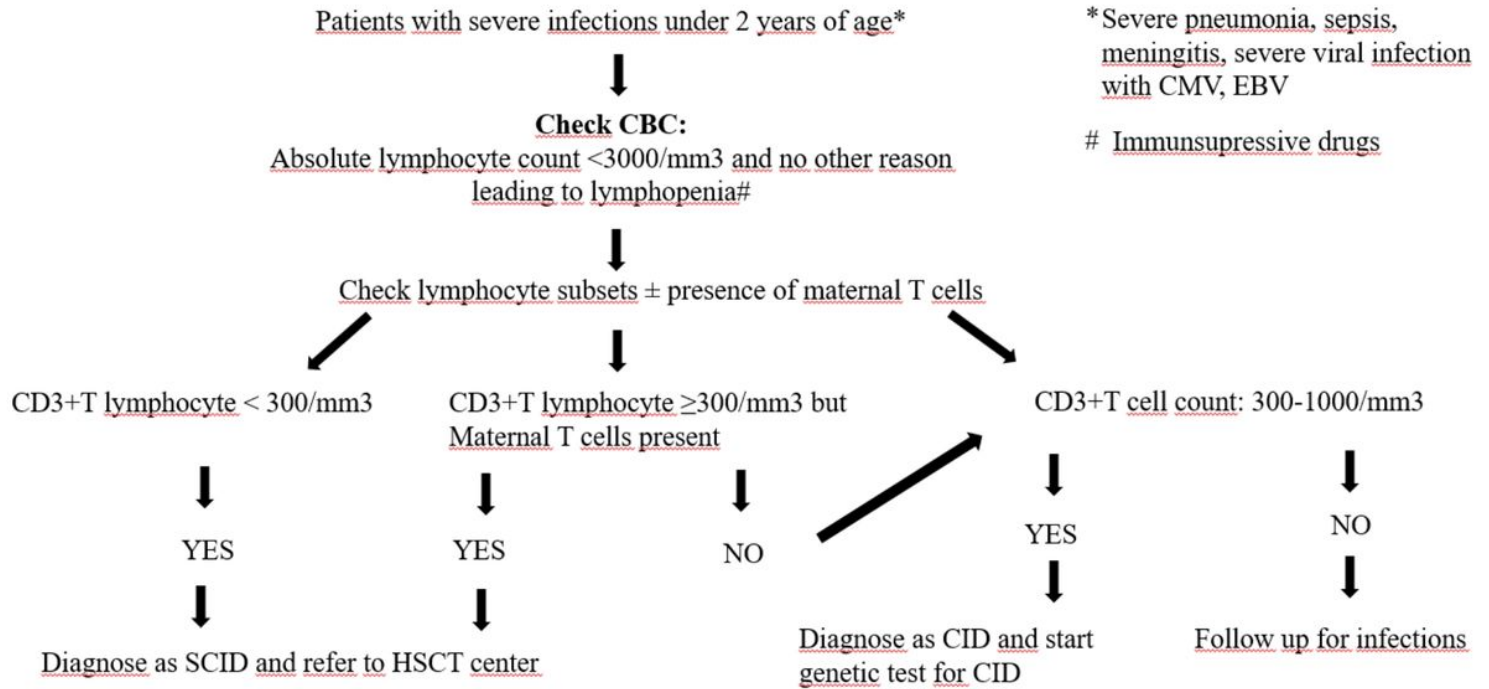 Patients with severe infections under 2 years of age*
*Severe pneumonia, sepsis,
meningitis, severe viral infection
with CMV, EBV
# Immunsupressive drugs
Check CBC:
Absolute lymphocyte count <3000/mm3 and no other reason
leading to lymphopenia#
Check lymphocyte subsets ± presence of maternal T cells
CD3+T lymphocyte < 300/mm3
CD3+T lymphocyte ≥300/mm3 but
Maternal T cells present
CD3+T cell count: 300-1000/mm3
YES
YES
NO
YES
NO
Diagnose as SCID and refer to HSCT center
Diagnose as CID and start
genetic test for CID
Follow up for infections